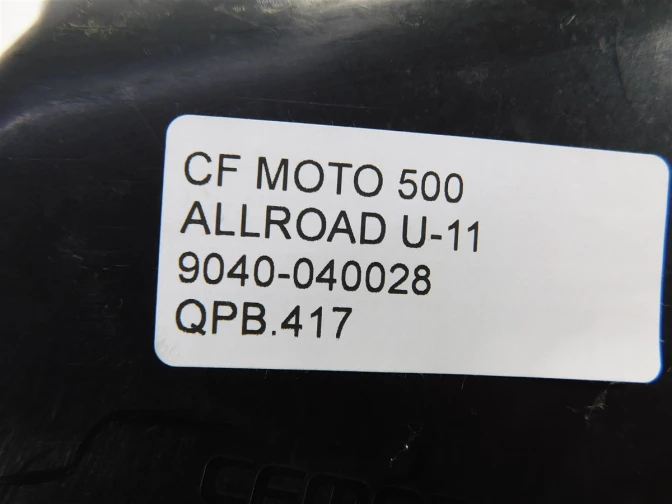 CF MOTO 500
ALLROAD U-11
9040-040028
QPB.417